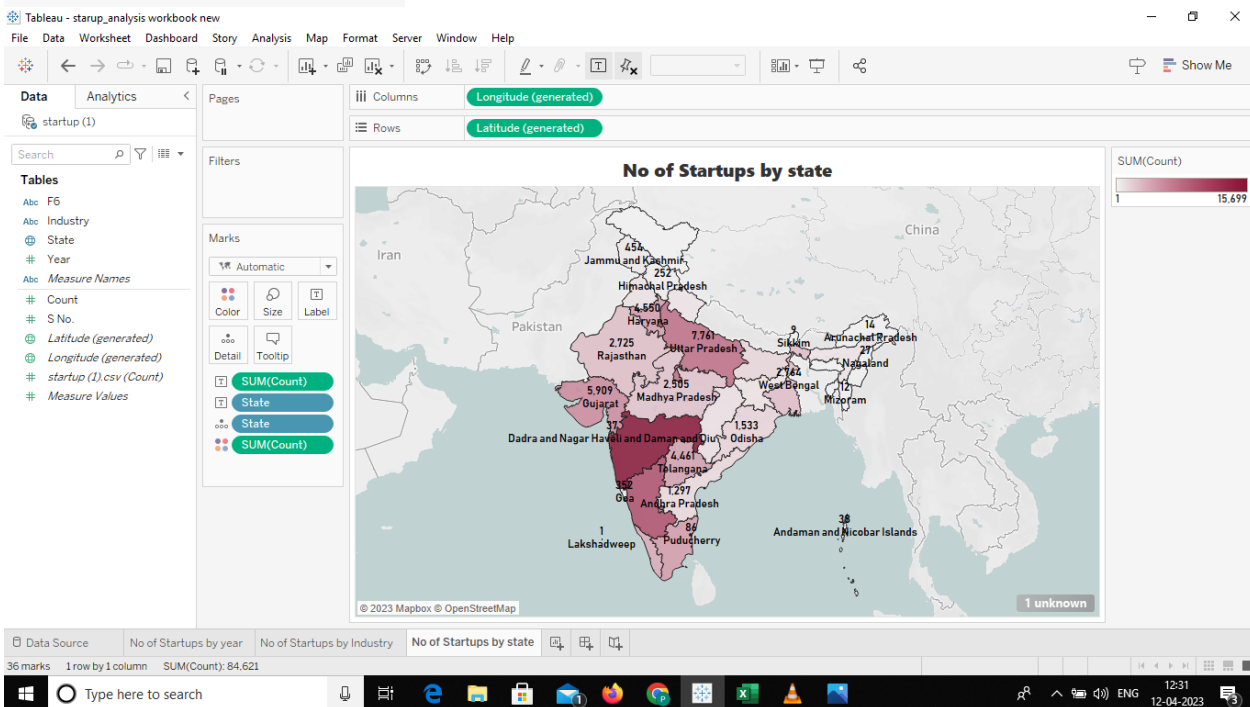 Tableau - starup_analysis workbook new
File Data Worksheet Dashboard Story Analysis Map Format Server Window Help
Show Me
Data Analytics
startup (1)
Search
Tables
Abc F6
Abc Industry
State
# Year
Abc Measure Names
# Count
# S No.
Latitude (generated)
Longitude (generated)
# startup (1).csv (Count)
# Measure Values
Pages
Filters
Marks
Automatic
Color Size Label
Detail Tooltip
SUM(Count)
State
State
SUM(Count)
Columns Longitude (generated)
Rows Latitude (generated)
No of Startups by state
Iran
China
Pakistan
454
Jammu and Kashmir
252
Himachal Pradesh
4,550
Haryana
2,725
Rajasthan
7,761
Uttar Pradesh
9
Sikkim
14
Arunachal Pradesh
27
Nagaland
2,764
West Bengal
12
Mizoram
5,909
Gujarat
2,505
Madhya Pradesh
37
Dadra and Nagar Haveli and Daman and Diu
1,533
Odisha
4,461
Telangana
352
Goa
1,297
Andhra Pradesh
86
Puducherry
1
Lakshadweep
38
Andaman and Nicobar Islands
© 2023 Mapbox © OpenStreetMap
1 unknown
SUM(Count)
1 15,699
Data Source No of Startups by year No of Startups by Industry No of Startups by state
36 marks 1 row by 1 column SUM(Count): 84,621
Type here to search
1
ENG
12:31
12-04-2023
3